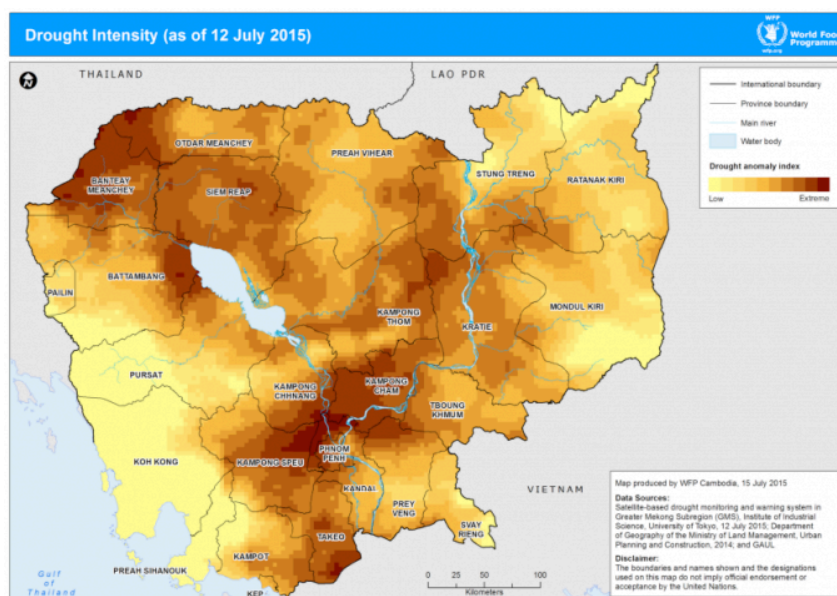 Drought Intensity (as of 12 July 2015)
WFP
wfp.org
World Food
Programme
THAILAND
LAO PDR
International boundary
Province boundary
Main river
Water body
Drought anomaly index
Low
Extreme
OTDAR MEANCHEY
PREAH VIHEAR
STUNG TRENG
RATANAK KIRI
BANTEAY
MEANCHEY
SIEM REAP
BATTAMBANG
PAILIN
MONDUL KIRI
KAMPONG
THOM
KRATIE
PURSAT
KAMPONG
CHHNANG
KAMPONG
CHAM
TBOUNG
KHMUM
KOH KONG
KAMPONG SPEU
PHNOM
PENH
KANDAL
PREY
VENG
SVAY
RIENG
VIETNAM
TAKEO
KAMPOT
PREAH SIHANOUK
KEP
Gulf
of
Thailand
0 50 100
Kilometers
Map produced by WFP Cambodia, 15 July 2015
Data Sources:
Satellite-based drought monitoring and warning system in
Greater Mekong Subregion (GMS), Institute of Industrial
Science, University of Tokyo, 12 July 2015; Department
of Geography of the Ministry of Land Management, Urban
Planning and Construction, 2014; and GAUL
Disclaimer:
The boundaries and names shown and the designations
used on this map do not imply official endorsement or
acceptance by the United Nations.